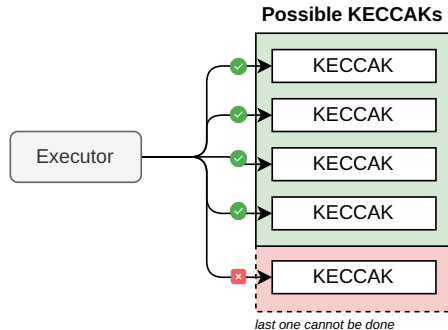 Possible KECCAKs
KECCAK
KECCAK
Executor
KECCAK
KECCAK
KECCAK
last one cannot be done